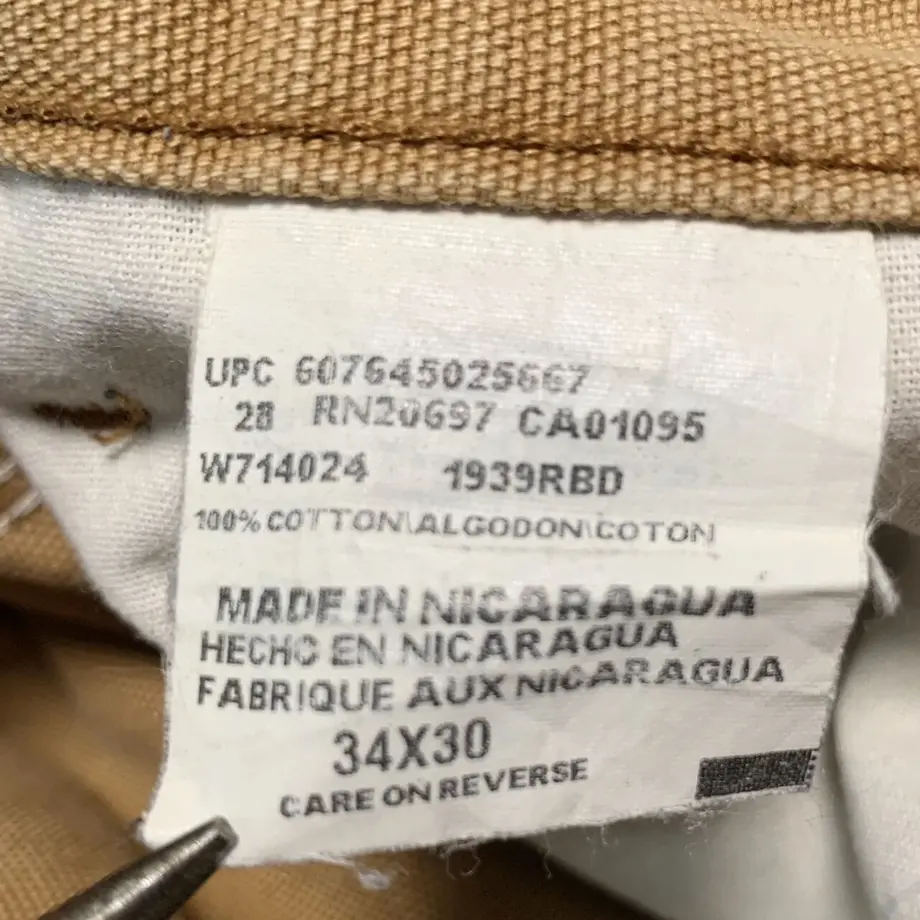 UPC 607645025667
28 RN20697 CA01095
W714024 1939RBD
100% COTTON\ALGODON\COTON
MADE IN NICARAGUA
HECHO EN NICARAGUA
FABRIQUE AUX NICARAGUA
34X30
CARE ON REVERSE